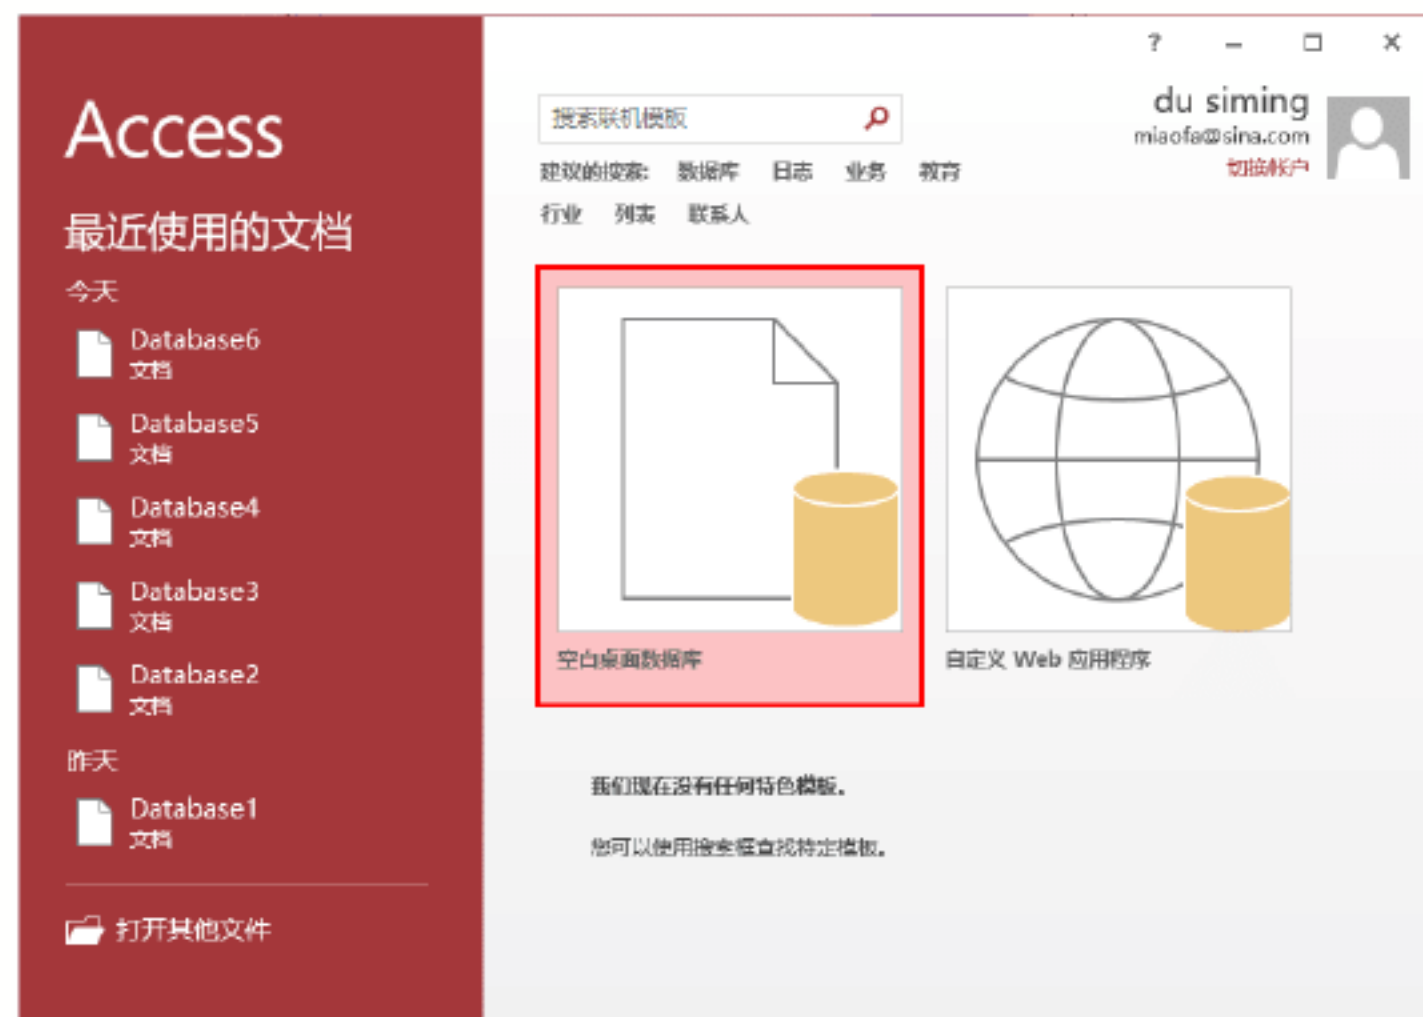 Access
最近使用的文档
今天
Database6
文档
Database5
文档
Database4
文档
Database3
文档
Database2
文档
昨天
Database1
文档
打开其他文件
?
du siming
miaofa@sina.com
切换帐户
搜索联机模板
建议的搜索: 数据库 日志 业务 教育
行业 列表 联系人
空白桌面数据库
自定义 Web 应用程序
我们现在没有任何特色模板。
您可以使用搜索框查找特定模板。